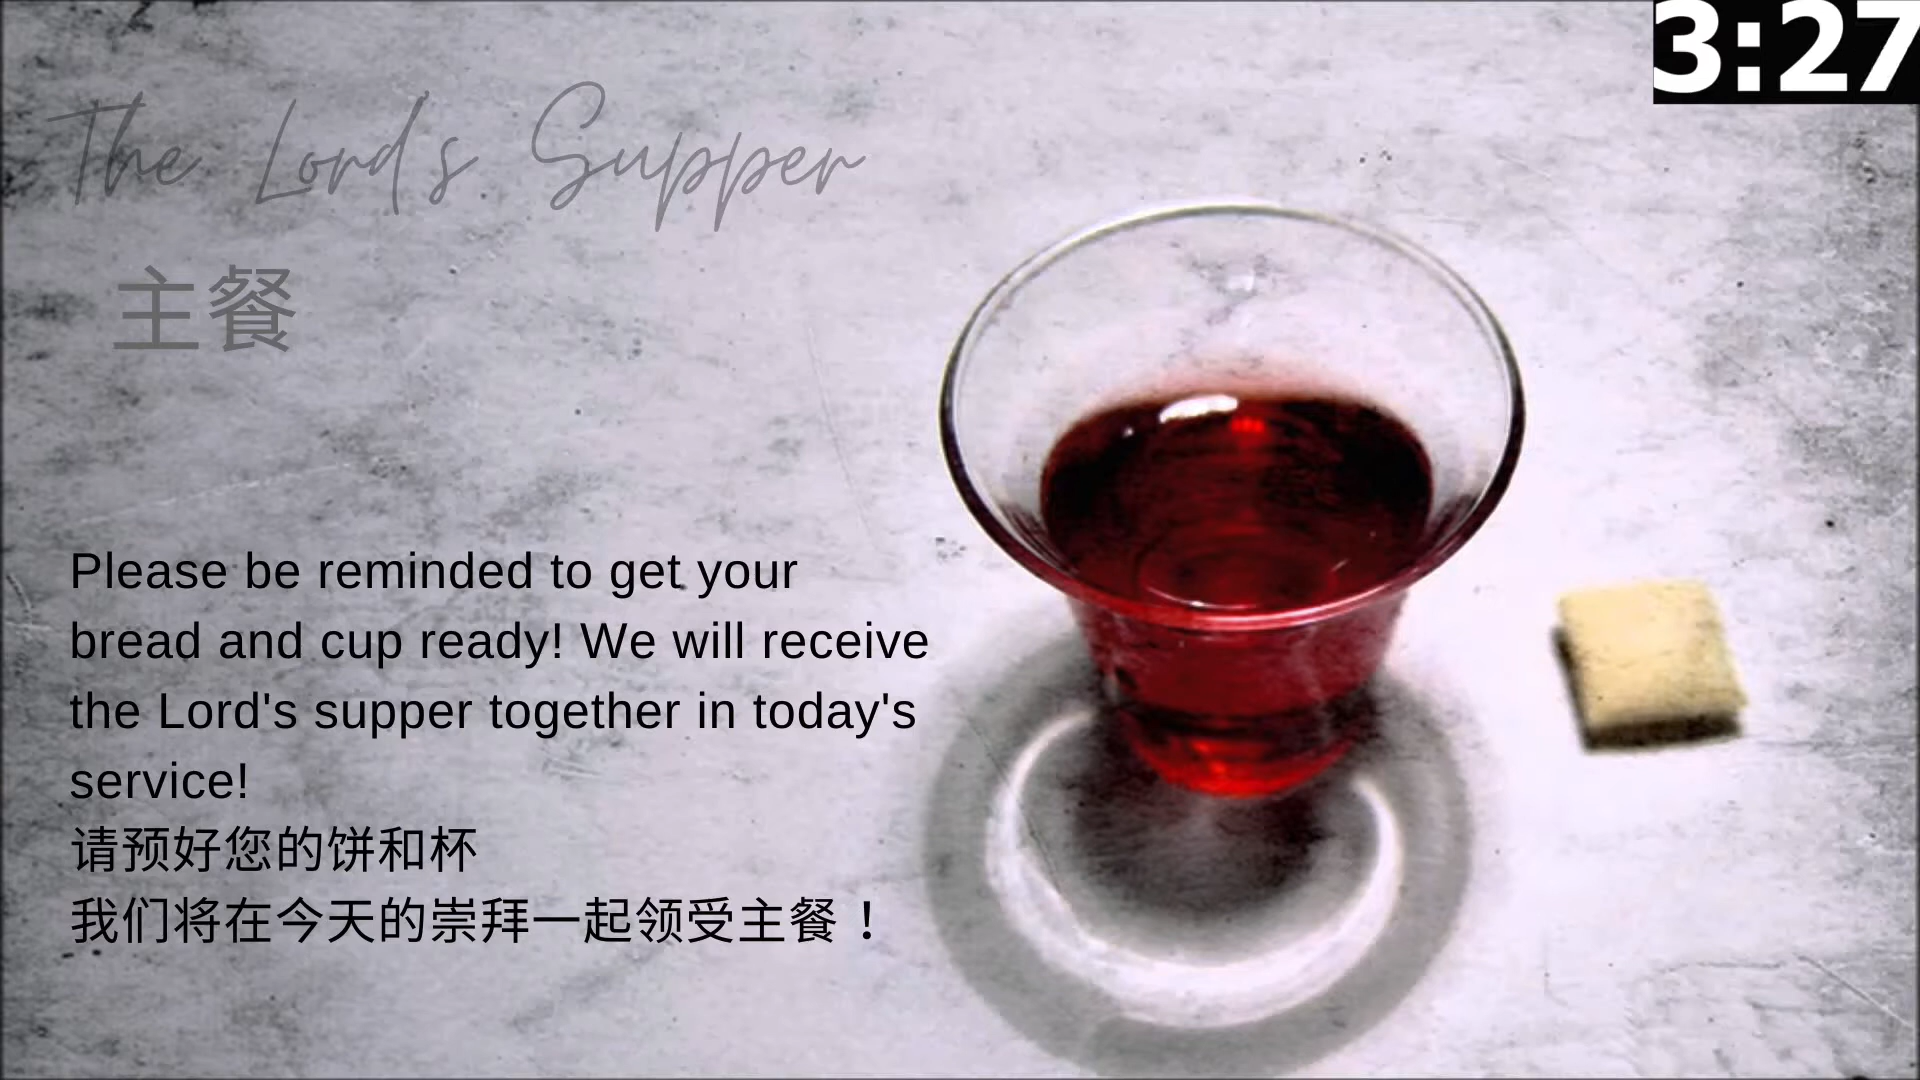 3:27
The Lord's Supper
主餐
Please be reminded to get your
bread and cup ready! We will receive
the Lord's supper together in today's
service!
请预好您的饼和杯
我们将在今天的崇拜一起领受主餐！